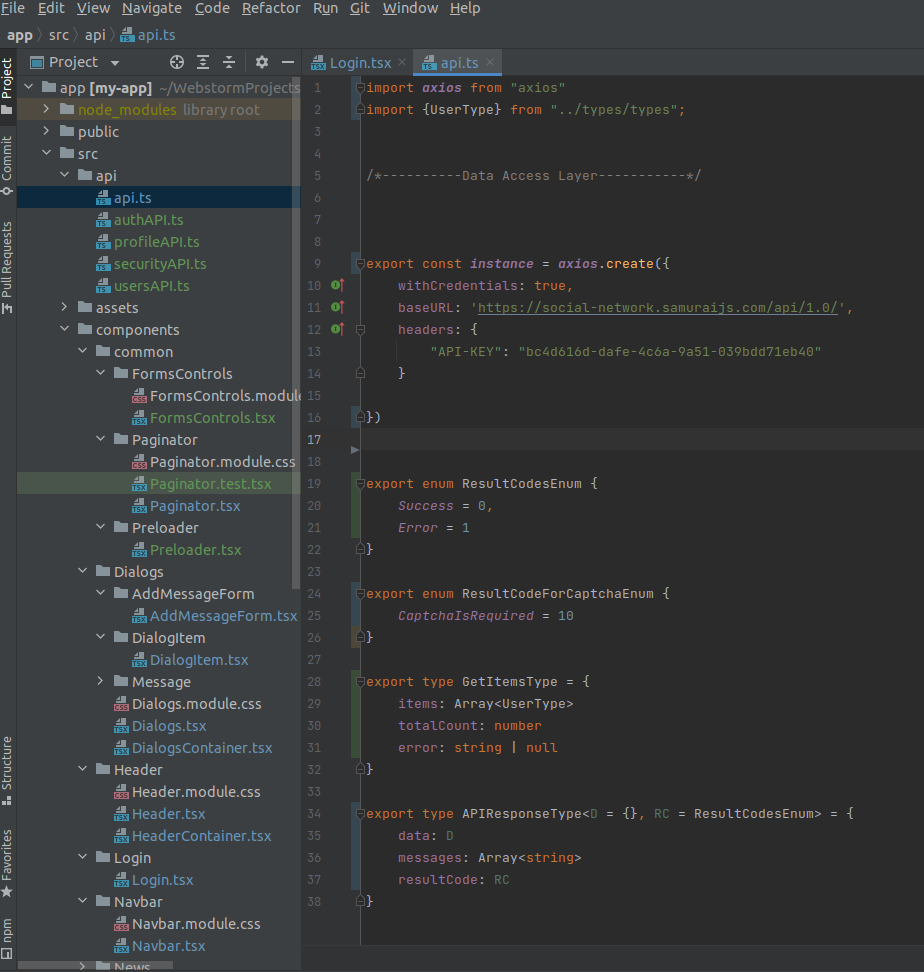 File Edit View Navigate Code Refactor Run Git Window Help
app src api api.ts
Project
Login.tsx api.ts
Project
Commit
Pull Requests
Structure
Favorites
npm
app [my-app] ~/WebstormProjects
node_modules library root
public
src
api
api.ts
authAPI.ts
profileAPI.ts
securityAPI.ts
usersAPI.ts
assets
components
common
FormsControls
FormsControls.module
FormsControls.tsx
Paginator
Paginator.module.css
Paginator.test.tsx
Paginator.tsx
Preloader
Preloader.tsx
Dialogs
AddMessageForm
AddMessageForm.tsx
DialogItem
DialogItem.tsx
Message
Dialogs.module.css
Dialogs.tsx
DialogsContainer.tsx
Header
Header.module.css
Header.tsx
HeaderContainer.tsx
Login
Login.tsx
Navbar
Navbar.module.css
Navbar.tsx
News
1 import axios from "axios"
2 import {UserType} from "../types/types";
3
4
5 /*----------Data Access Layer-----------*/
6
7
8
9 export const instance = axios.create({
10 withCredentials: true,
11 baseURL: 'https://social-network.samuraijs.com/api/1.0/',
12 headers: {
13 "API-KEY": "bc4d616d-dafe-4c6a-9a51-039bdd71eb40"
14 }
15
16 })
17
18
19 export enum ResultCodesEnum {
20 Success = 0,
21 Error = 1
22 }
23
24 export enum ResultCodeForCaptchaEnum {
25 CaptchaIsRequired = 10
26 }
27
28 export type GetItemsType = {
29 items: Array<UserType>
30 totalCount: number
31 error: string | null
32 }
33
34 export type APIResponseType<D = {}, RC = ResultCodesEnum> = {
35 data: D
36 messages: Array<string>
37 resultCode: RC
38 }